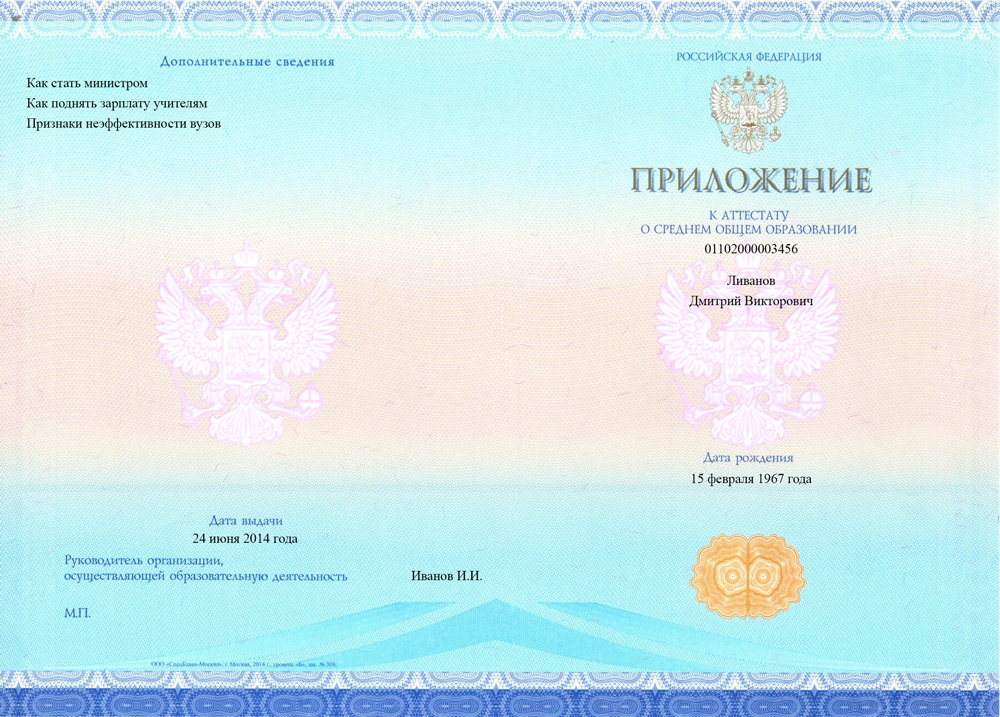 Дополнительные сведения
Как стать министром
Как поднять зарплату учителям
Признаки неэффективности вузов
Дата выдачи
24 июня 2014 года
Руководитель организации,
осуществляющей образовательную деятельность
Иванов И.И.
М.П.
РОССИЙСКАЯ ФЕДЕРАЦИЯ
ПРИЛОЖЕНИЕ
К АТТЕСТАТУ
О СРЕДНЕМ ОБЩЕМ ОБРАЗОВАНИИ
01102000003456
Ливанов
Дмитрий Викторович
Дата рождения
15 февраля 1967 года